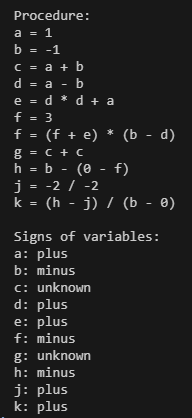 Procedure:
a = 1
b = -1
c = a + b
d = a - b
e = d * d + a
f = 3
f = (f + e) * (b - d)
g = c + c
h = b - (0 - f)
j = -2 / -2
k = (h - j) / (b - 0)

Signs of variables:
a: plus
b: minus
c: unknown
d: plus
e: plus
f: minus
g: unknown
h: minus
j: plus
k: plus